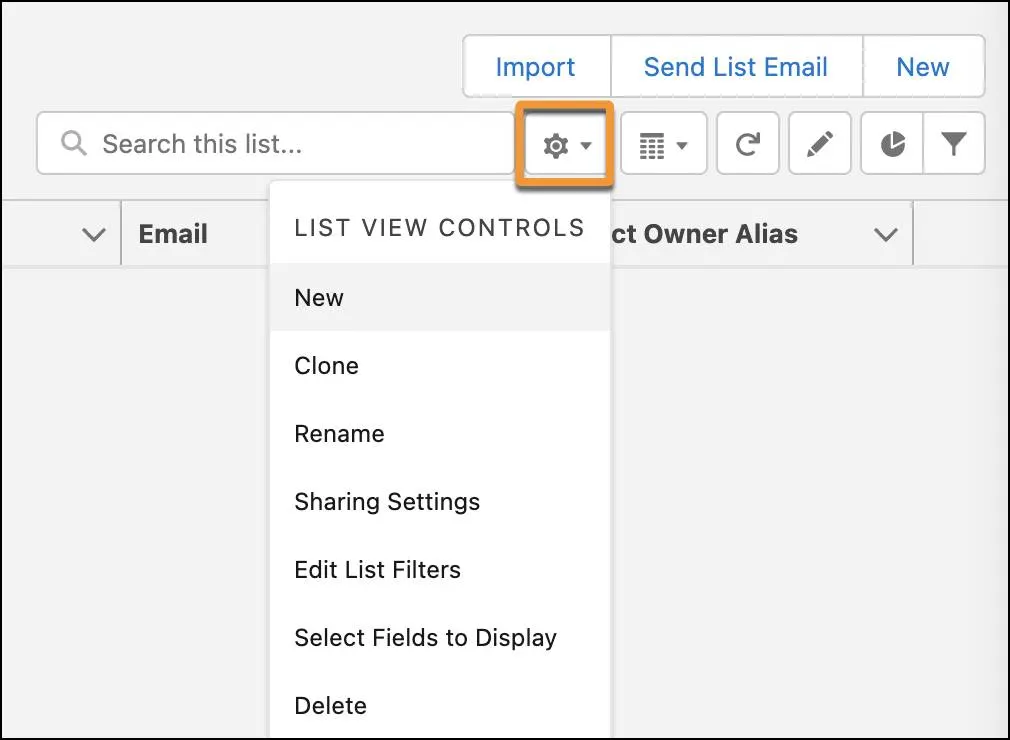 Import
Send List Email
New
Search this list...
Email
ct Owner Alias
LIST VIEW CONTROLS
New
Clone
Rename
Sharing Settings
Edit List Filters
Select Fields to Display
Delete